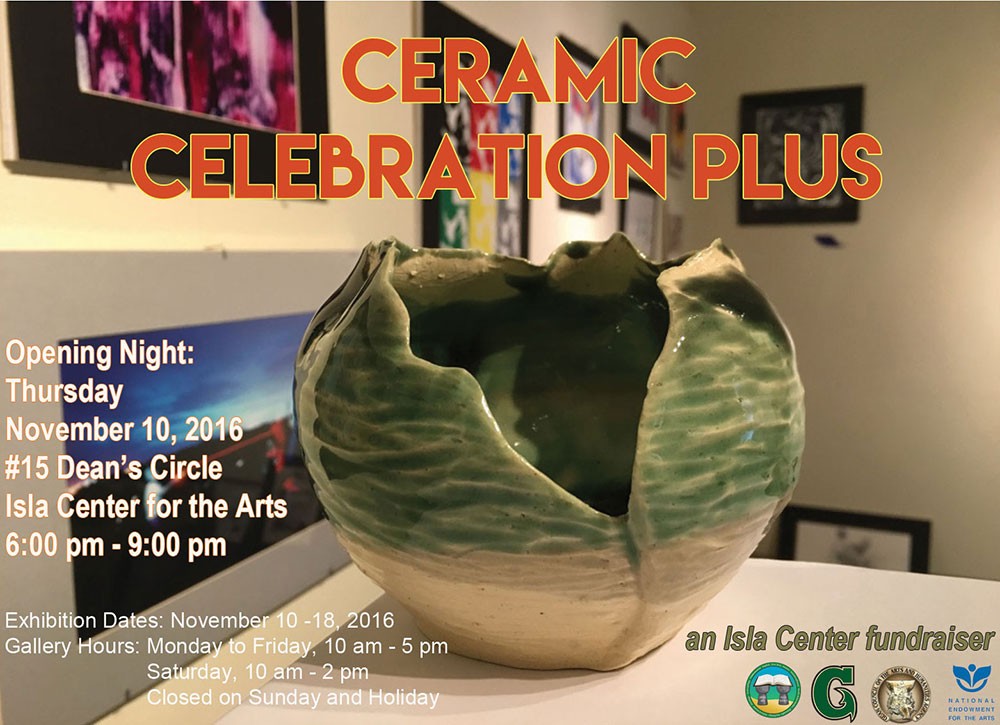 CERAMIC
CELEBRATION PLUS
Opening Night:
Thursday
November 10, 2016
#15 Dean's Circle
Isla Center for the Arts
6:00 pm - 9:00 pm
Exhibition Dates: November 10 -18, 2016
Gallery Hours: Monday to Friday, 10 am - 5 pm
Saturday, 10 am - 2 pm
Closed on Sunday and Holiday
an Isla Center fundraiser
G
NATIONAL
ENDOWMENT
FOR THE ARTS